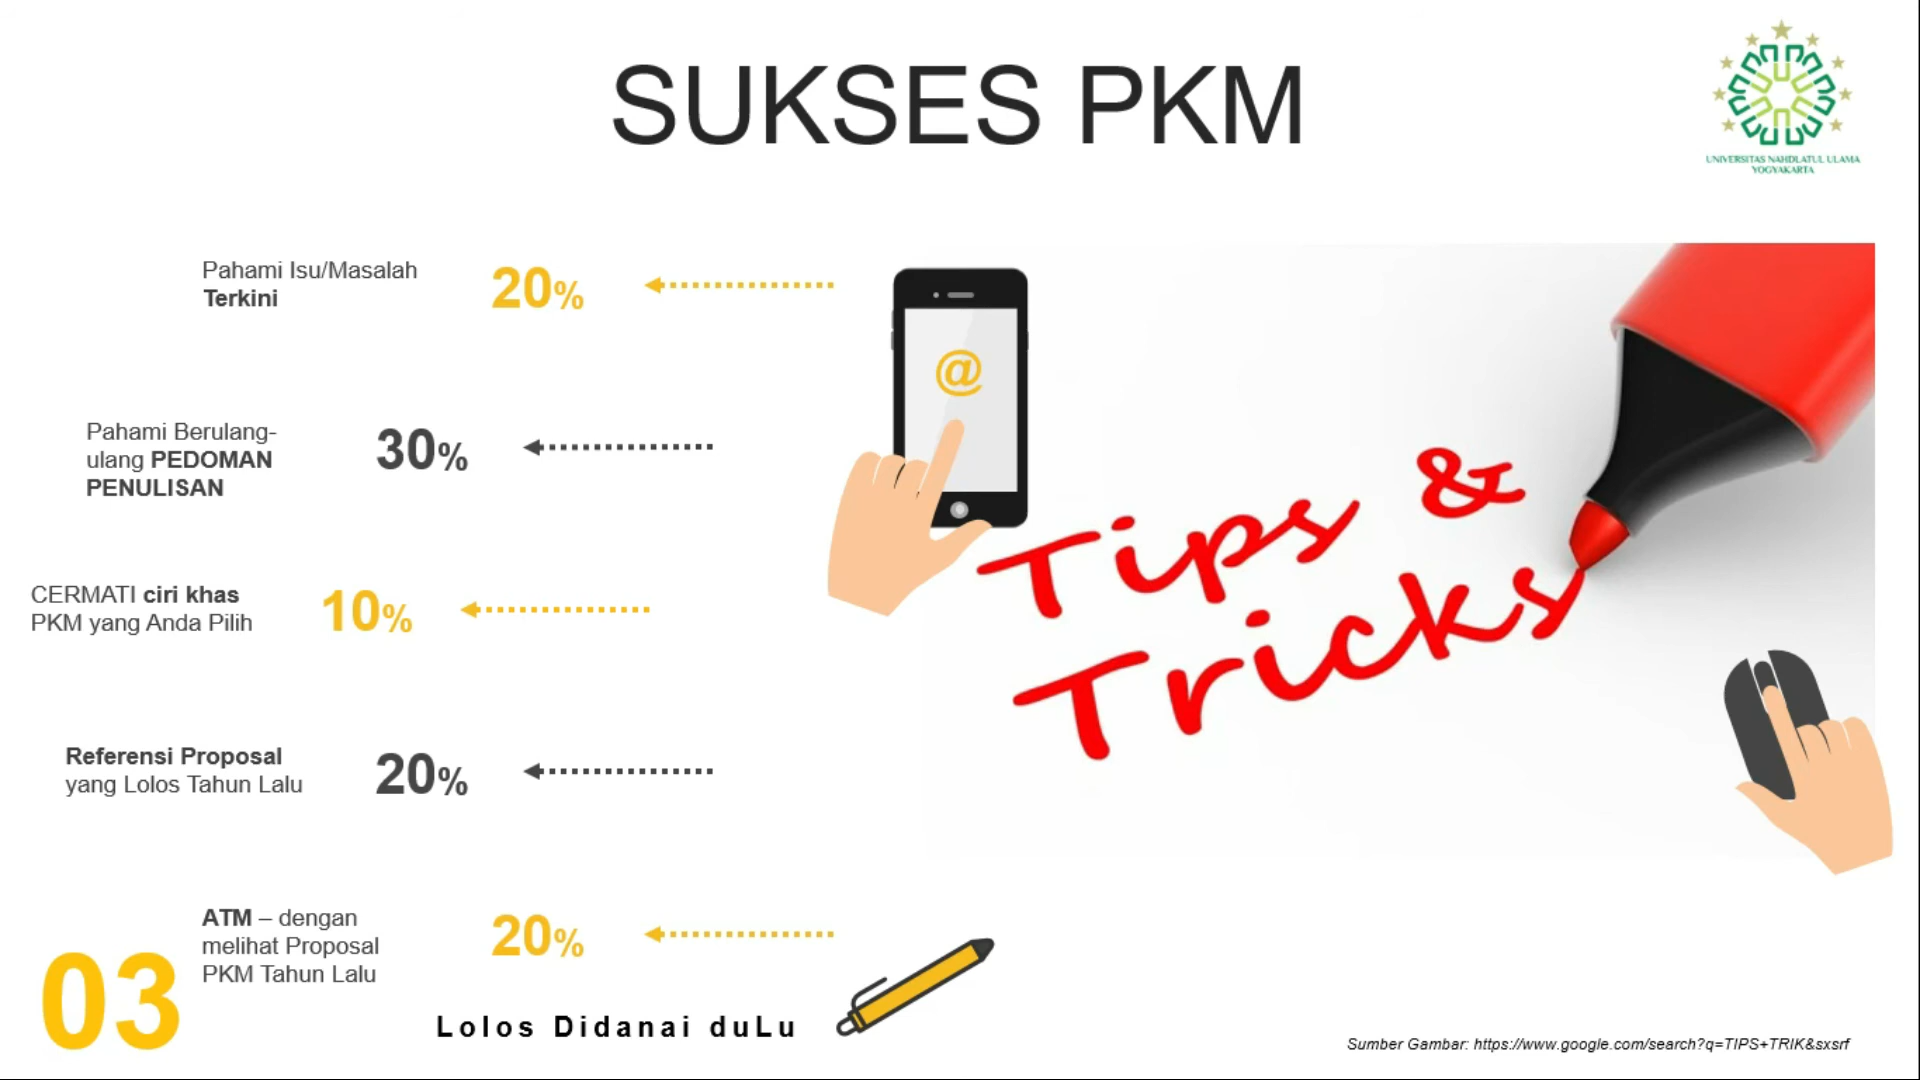 SUKSES PKM
UNIVERSITAS NAHDLATUL ULAMA
YOGYAKARTA
Pahami Isu/Masalah
Terkini
20%
@
Pahami Berulang-
ulang PEDOMAN
PENULISAN
30%
Tips &
Tricks
CERMATI ciri khas
PKM yang Anda Pilih
10%
Referensi Proposal
yang Lolos Tahun Lalu
20%
ATM – dengan
melihat Proposal
PKM Tahun Lalu
20%
03
Lolos Didanai duLu
Sumber Gambar: https://www.google.com/search?q=TIPS+TRIK&sxsrf